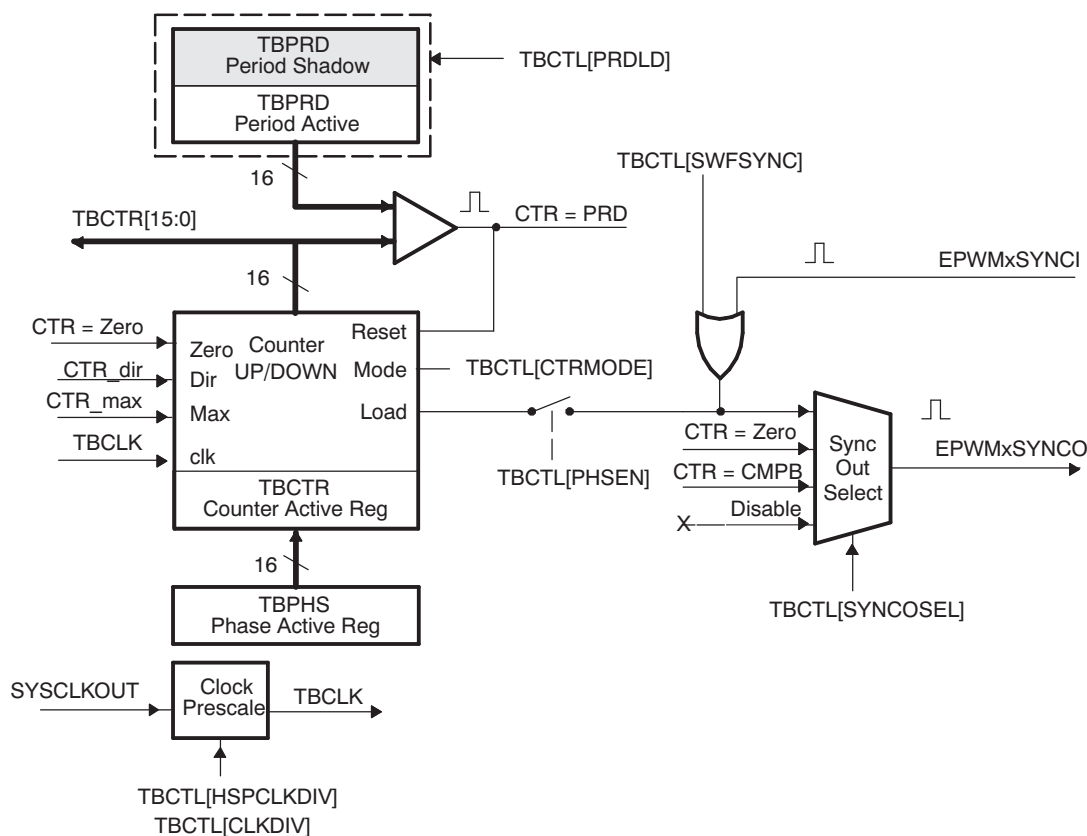 TBPRD
Period Shadow
TBPRD
Period Active
TBCTL[PRDLD]
16
TBCTL[SWFSYNC]
TBCTR[15:0]
CTR = PRD
16
EPWMxSYNCI
CTR = Zero
CTR_dir
CTR_max
TBCLK
Zero
Dir
Max
clk
Counter
UP/DOWN
Reset
Mode
Load
TBCTL[CTRMODE]
TBCTR
Counter Active Reg
TBCTL[PHSEN]
CTR = Zero
CTR = CMPB
Disable
X
Sync
Out
Select
EPWMxSYNCO
TBCTL[SYNCOSEL]
16
TBPHS
Phase Active Reg
SYSCLKOUT
Clock
Prescale
TBCLK
TBCTL[HSPCLKDIV]
TBCTL[CLKDIV]